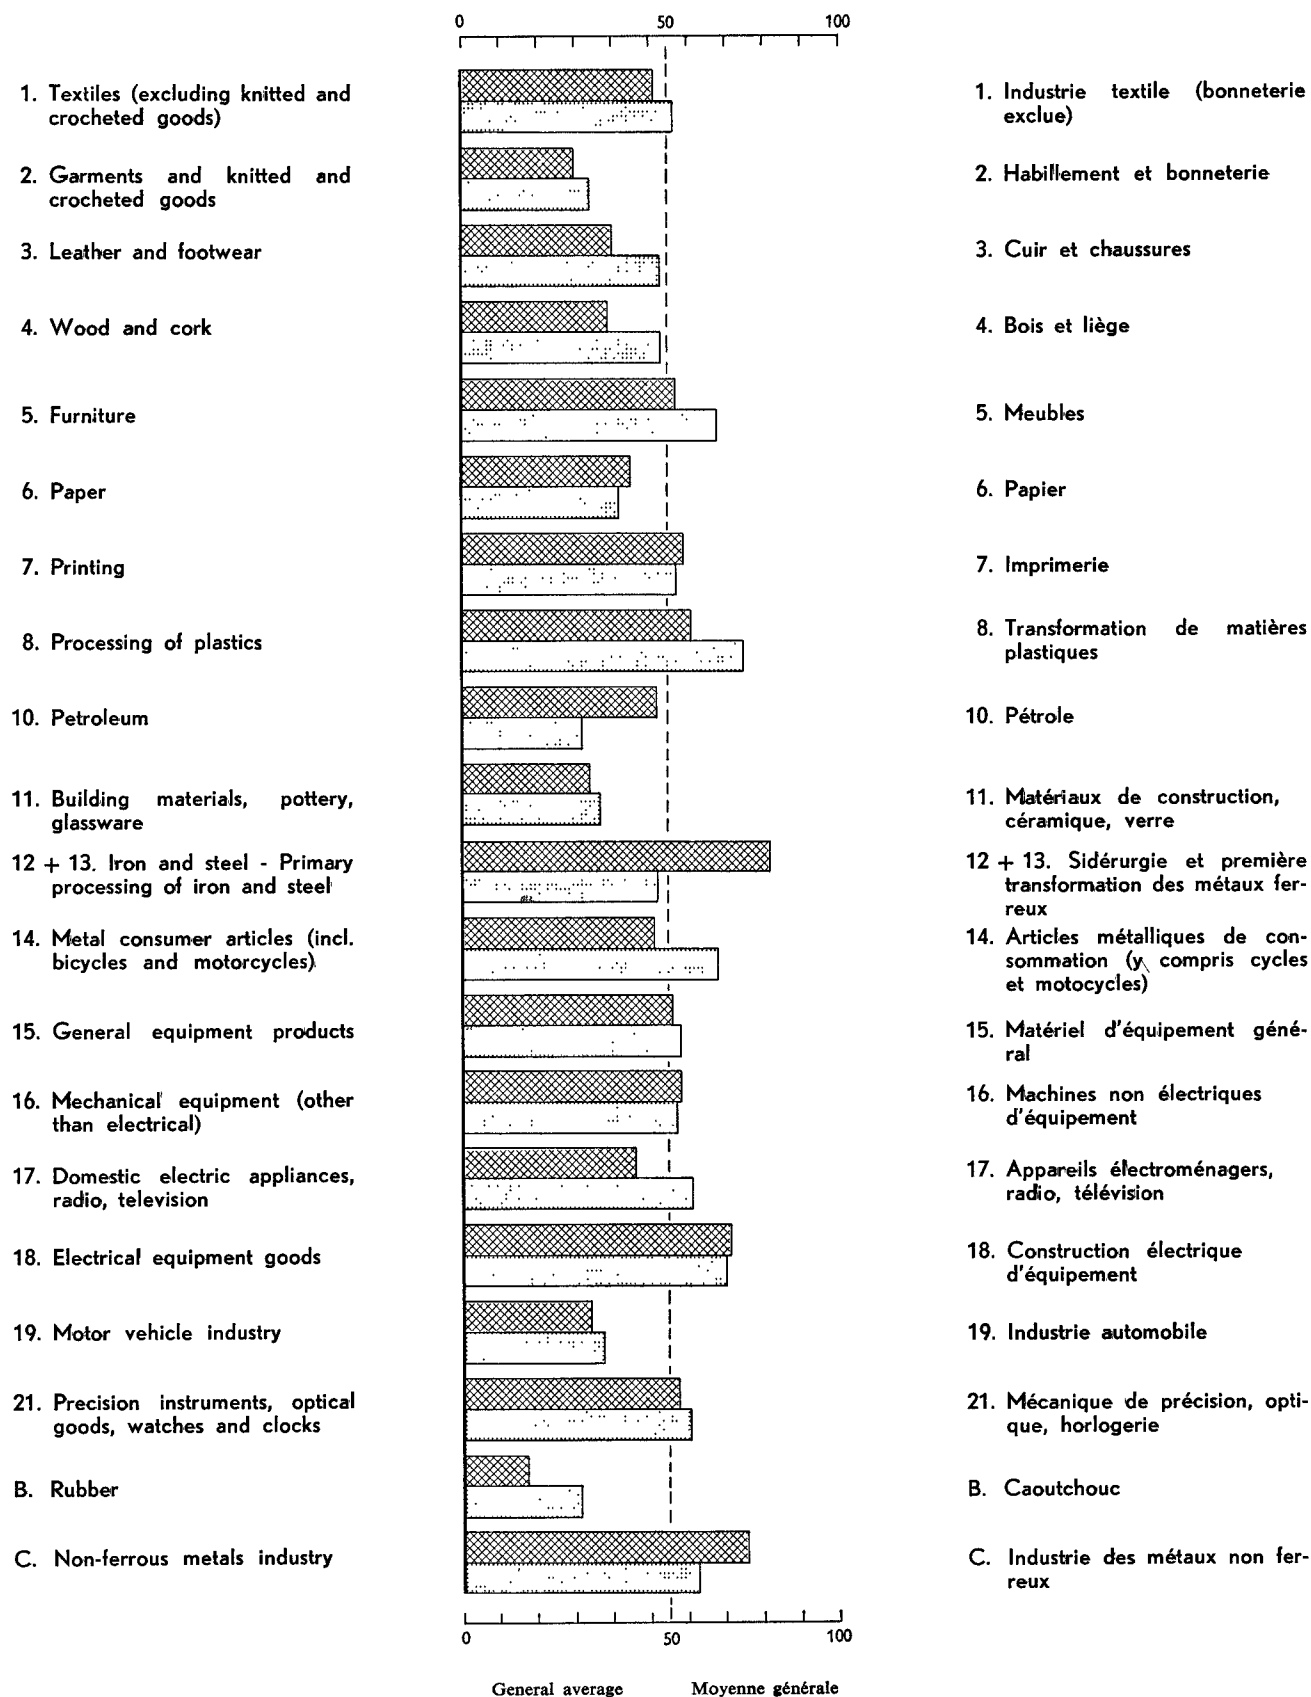 0 50 100
1. Textiles (excluding knitted and
crocheted goods)
1. Industrie textile (bonneterie
exclue)
2. Garments and knitted and
crocheted goods
2. Habillement et bonneterie
3. Leather and footwear
3. Cuir et chaussures
4. Wood and cork
4. Bois et liège
5. Furniture
5. Meubles
6. Paper
6. Papier
7. Printing
7. Imprimerie
8. Processing of plastics
8. Transformation de matières
plastiques
10. Petroleum
10. Pétrole
11. Building materials, pottery,
glassware
11. Matériaux de construction,
céramique, verre
12 + 13. Iron and steel - Primary
processing of iron and steel
12 + 13. Sidérurgie et première
transformation des métaux fer-
reux
14. Metal consumer articles (incl.
bicycles and motorcycles)
14. Articles métalliques de con-
sommation (y compris cycles
et motocycles)
15. General equipment products
15. Matériel d'équipement géné-
ral
16. Mechanical equipment (other
than electrical)
16. Machines non électriques
d'équipement
17. Domestic electric appliances,
radio, television
17. Appareils électroménagers,
radio, télévision
18. Electrical equipment goods
18. Construction électrique
d'équipement
19. Motor vehicle industry
19. Industrie automobile
21. Precision instruments, optical
goods, watches and clocks
21. Mécanique de précision, opti-
que, horlogerie
B. Rubber
B. Caoutchouc
C. Non-ferrous metals industry
C. Industrie des métaux non fer-
reux
0 50 100
General average Moyenne générale